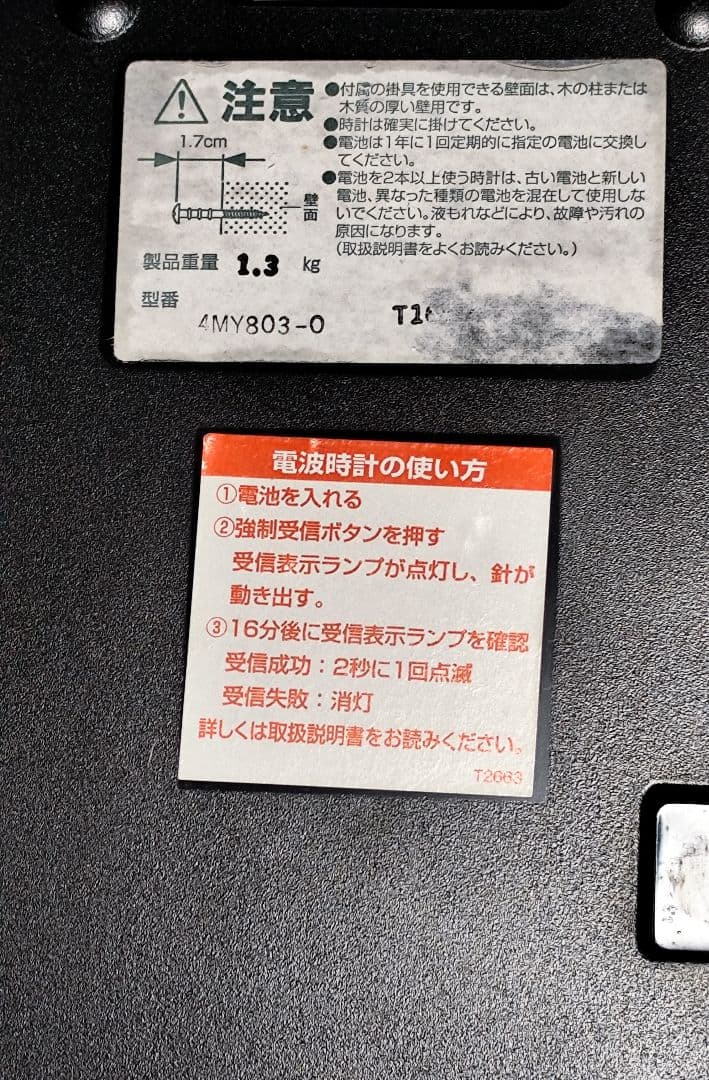 注意
●付属の掛具を使用できる壁面は、木の柱または
木質の厚い壁用です。
●時計は確実に掛けてください。
●電池は1年に1回定期的に指定の電池に交換し
てください。
●電池を2本以上使う時計は、古い電池と新しい
電池、異なった種類の電池を混在して使用しな
いでください。液もれなどにより、故障や汚れの
原因になります。
(取扱説明書をよくお読みください。)
1.7cm
壁面
製品重量 1.3 kg
型番
4MY803-0
電波時計の使い方
①電池を入れる
②強制受信ボタンを押す
受信表示ランプが点灯し、針が
動き出す。
③16分後に受信表示ランプを確認
受信成功:2秒に1回点滅
受信失敗:消灯
詳しくは取扱説明書をお読みください。
T2663